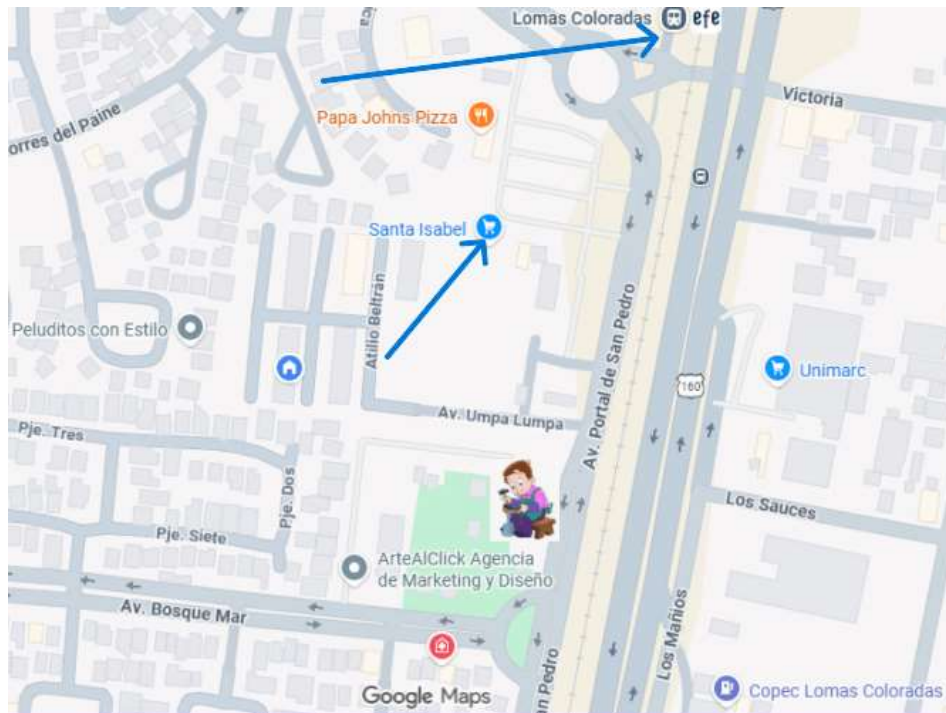 Lomas Coloradas
efe
ica
Victoria
Papa Johns Pizza
orres del Paine
Santa Isabel
Atilio Beltrán
Peluditos con Estilo
Av. Portal de San Pedro
160
Unimarc
Av. Umpa Lumpa
Pje. Tres
Pje. Dos
Los Sauces
Pje. Siete
ArteAlClick Agencia
de Marketing y Diseño
Av. Bosque Mar
Los Mañios
n Pedro
Google Maps
Copec Lomas Coloradas